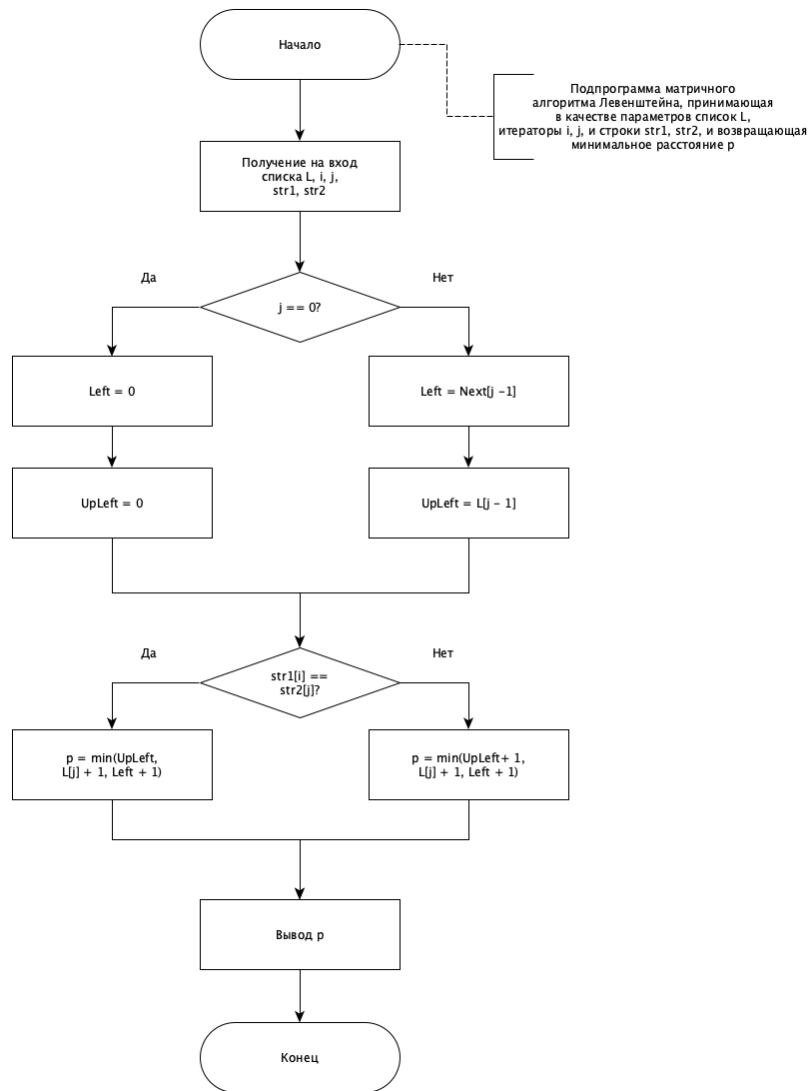 Начало
Подпрограмма матричного
алгоритма Левенштейна, принимающая
в качестве параметров список L,
итераторы i, j, и строки str1, str2, и возвращающая
минимальное расстояние p
Получение на вход
списка L, i, j,
str1, str2
Да
Нет
j == 0?
Left = 0
Left = Next[j -1]
UpLeft = 0
UpLeft = L[j - 1]
Да
Нет
str1[i] ==
str2[j]?
p = min(UpLeft,
L[j] + 1, Left + 1)
p = min(UpLeft+ 1,
L[j] + 1, Left + 1)
Вывод p
Конец